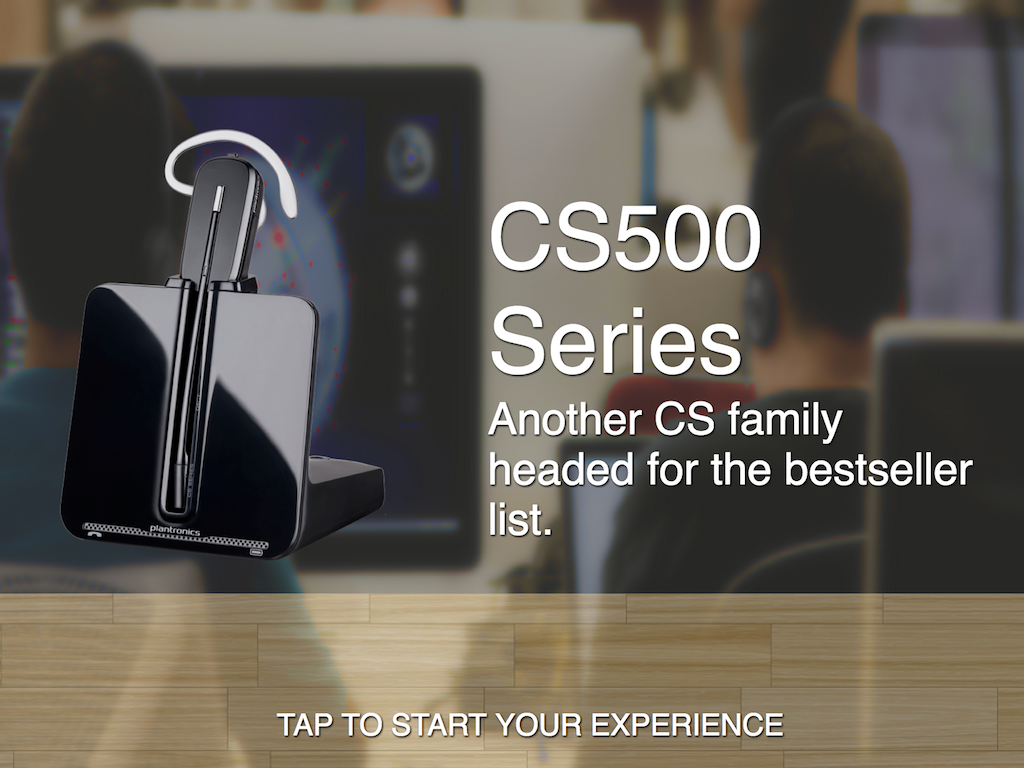 CS500
Series
Another CS family
headed for the bestseller
list.
plantronics
TAP TO START YOUR EXPERIENCE